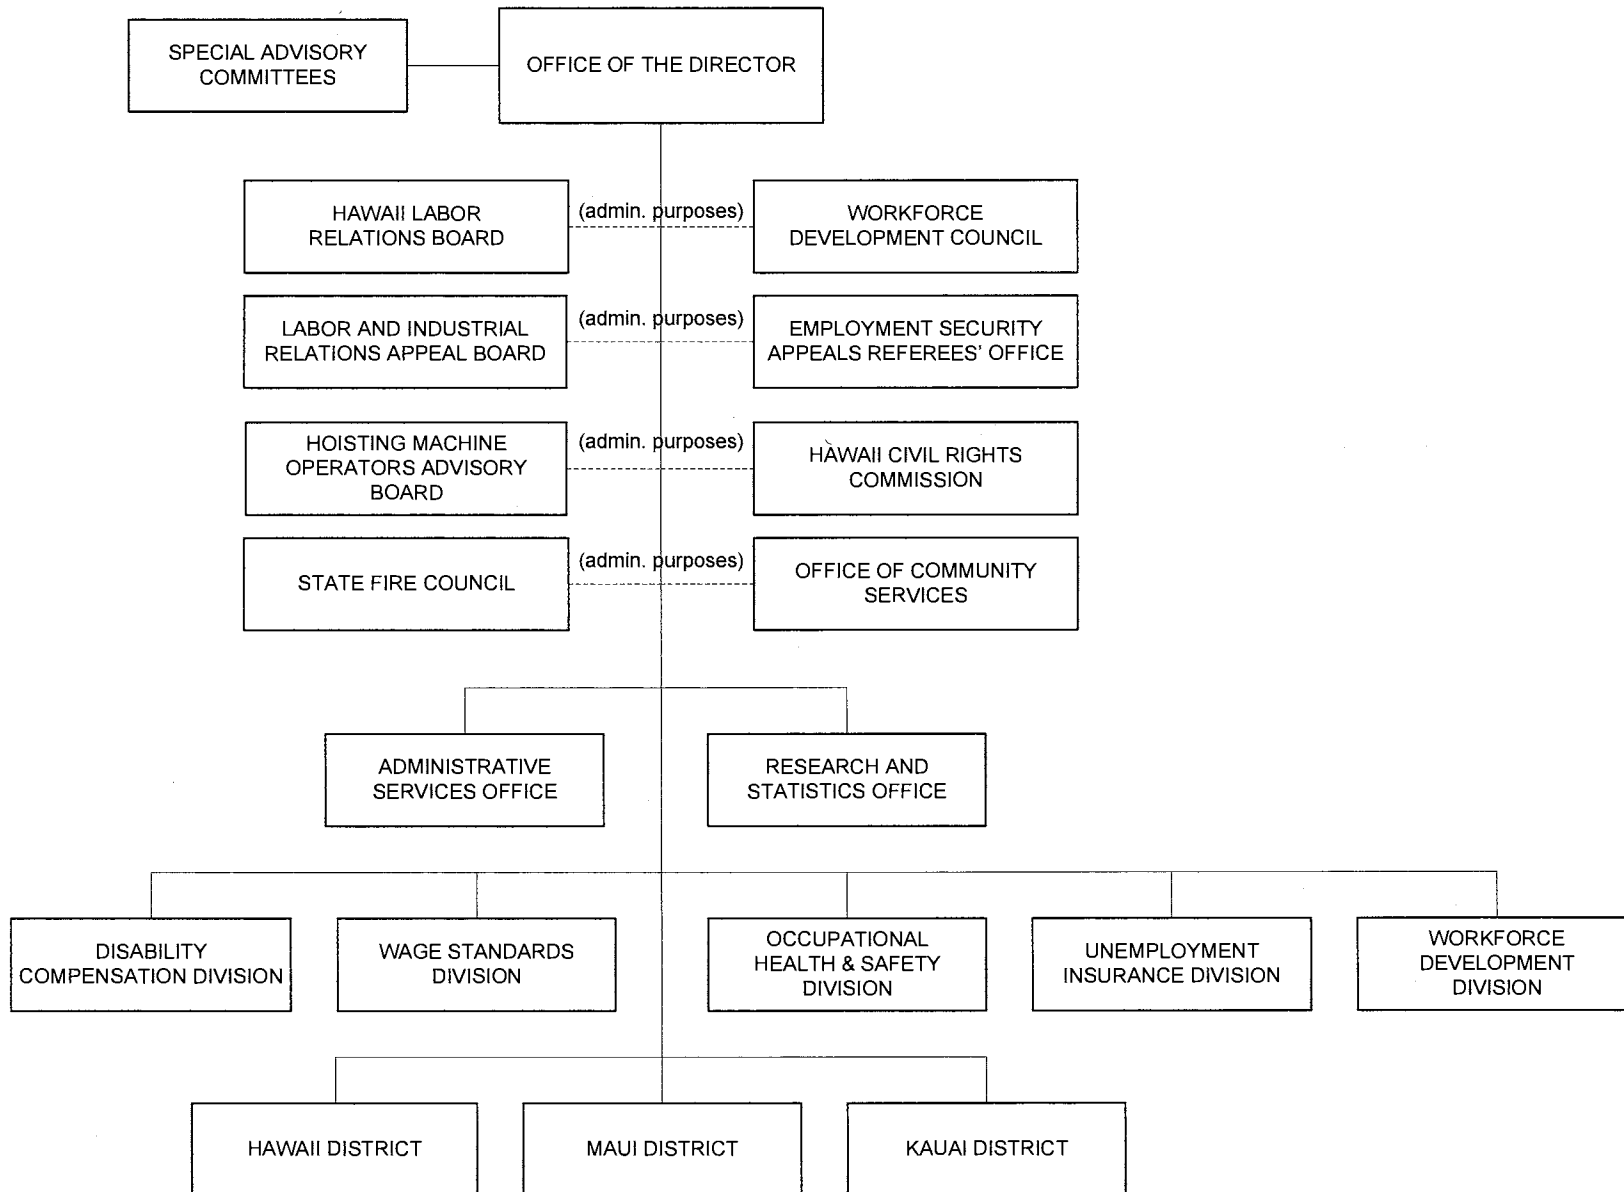 SPECIAL ADVISORY
COMMITTEES
OFFICE OF THE DIRECTOR
HAWAII LABOR
RELATIONS BOARD
(admin. purposes)
WORKFORCE
DEVELOPMENT COUNCIL
LABOR AND INDUSTRIAL
RELATIONS APPEAL BOARD
(admin. purposes)
EMPLOYMENT SECURITY
APPEALS REFEREES' OFFICE
HOISTING MACHINE
OPERATORS ADVISORY
BOARD
(admin. purposes)
HAWAII CIVIL RIGHTS
COMMISSION
STATE FIRE COUNCIL
(admin. purposes)
OFFICE OF COMMUNITY
SERVICES
ADMINISTRATIVE
SERVICES OFFICE
RESEARCH AND
STATISTICS OFFICE
DISABILITY
COMPENSATION DIVISION
WAGE STANDARDS
DIVISION
OCCUPATIONAL
HEALTH & SAFETY
DIVISION
UNEMPLOYMENT
INSURANCE DIVISION
WORKFORCE
DEVELOPMENT
DIVISION
HAWAII DISTRICT
MAUI DISTRICT
KAUAI DISTRICT